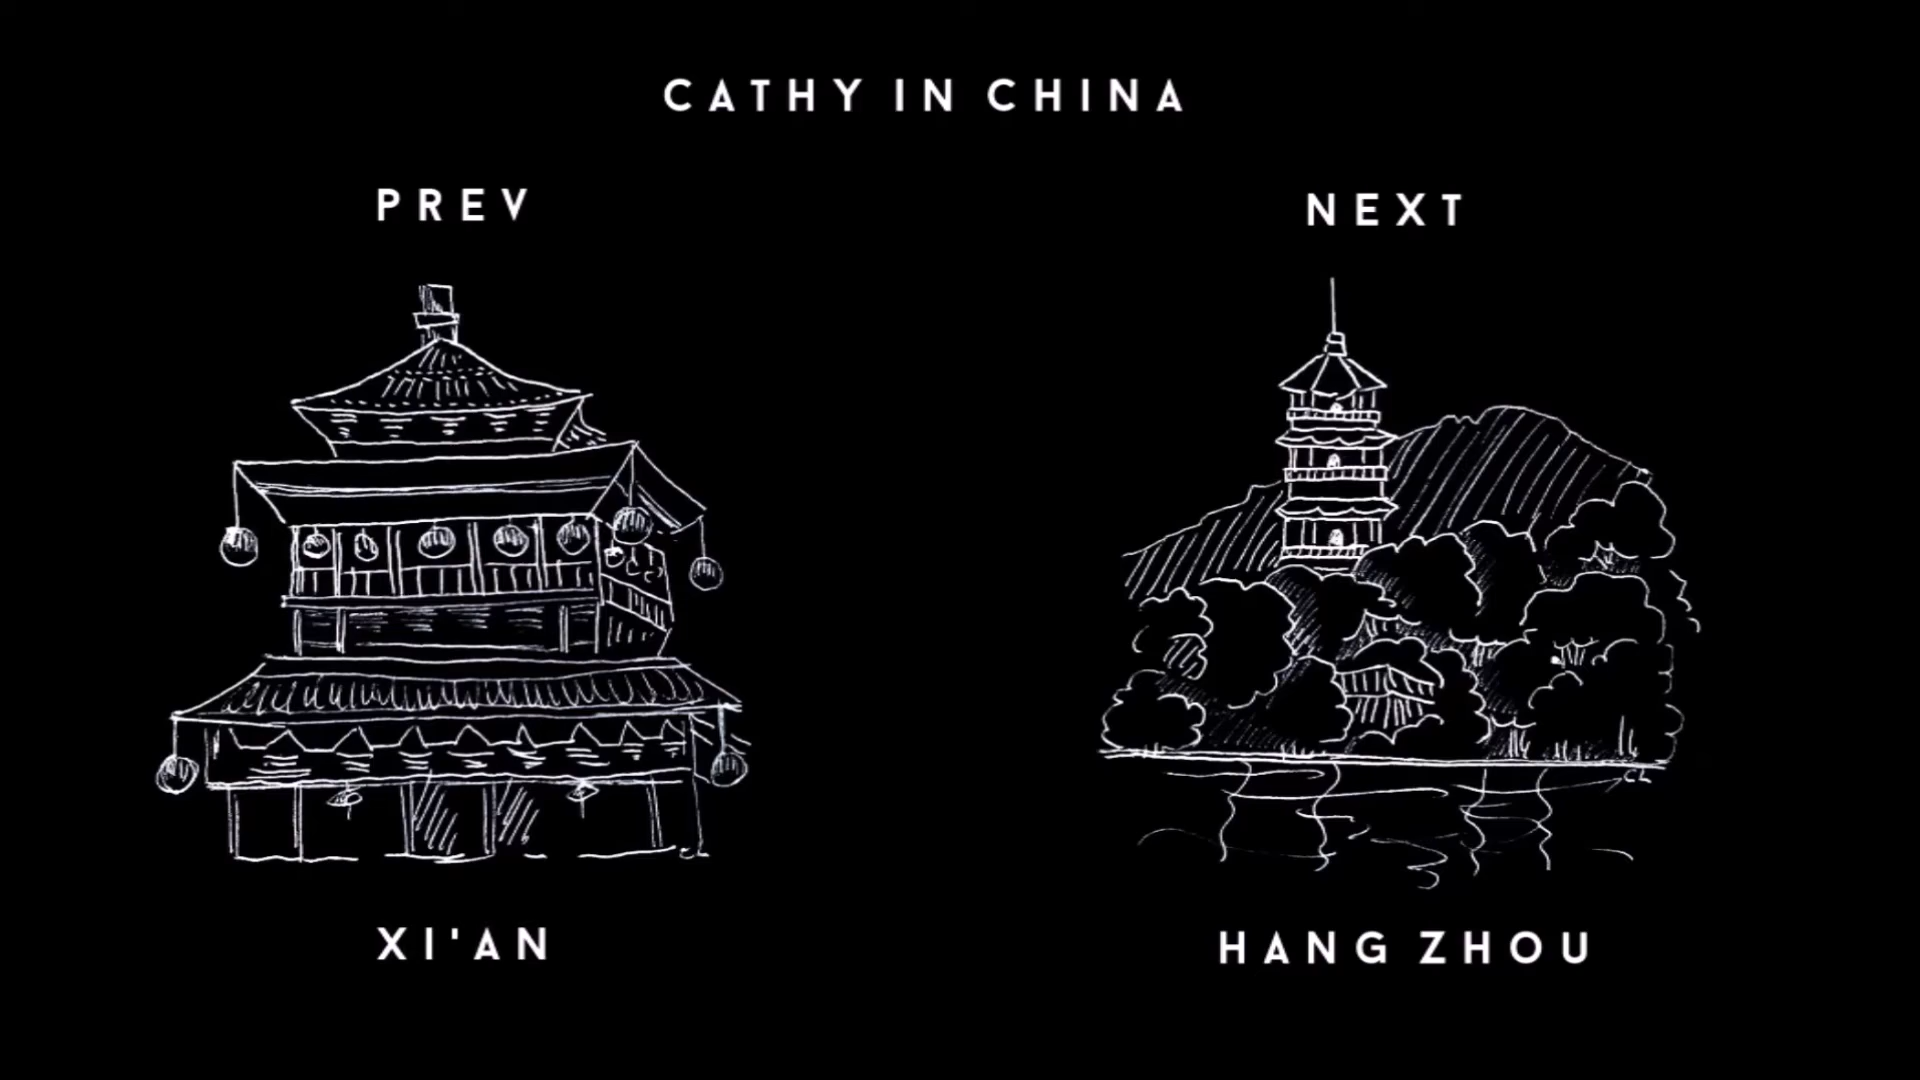 CATHY IN CHINA
PREV
NEXT
XI'AN
HANG ZHOU